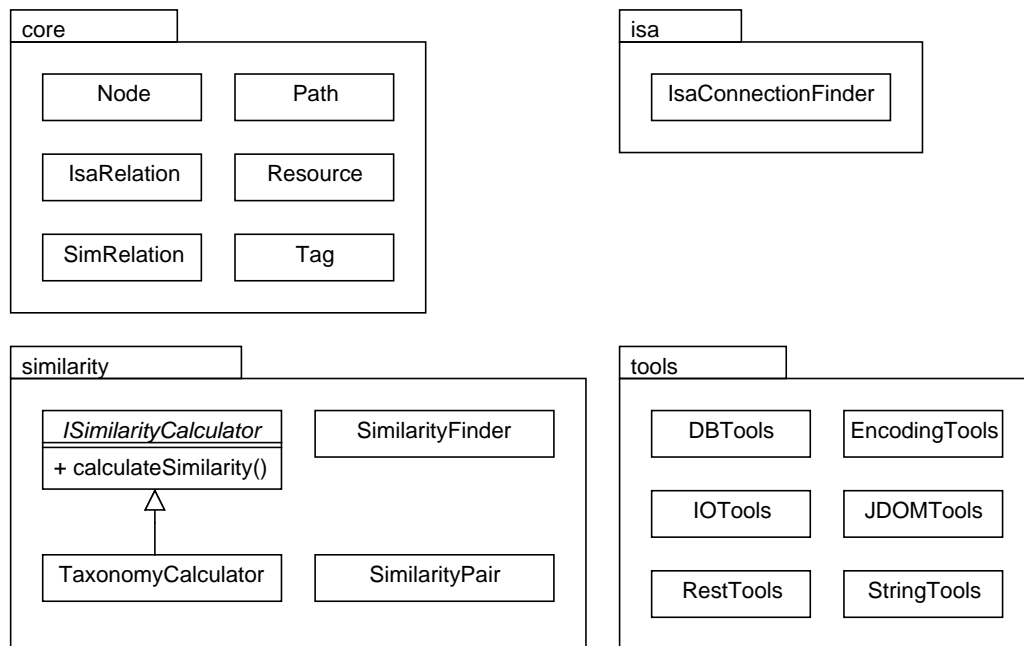 core
Node
Path
IsaRelation
Resource
SimRelation
Tag
isa
IsaConnectionFinder
similarity
ISimilarityCalculator
+ calculateSimilarity()
SimilarityFinder
TaxonomyCalculator
SimilarityPair
tools
DBTools
EncodingTools
IOTools
JDOMTools
RestTools
StringTools